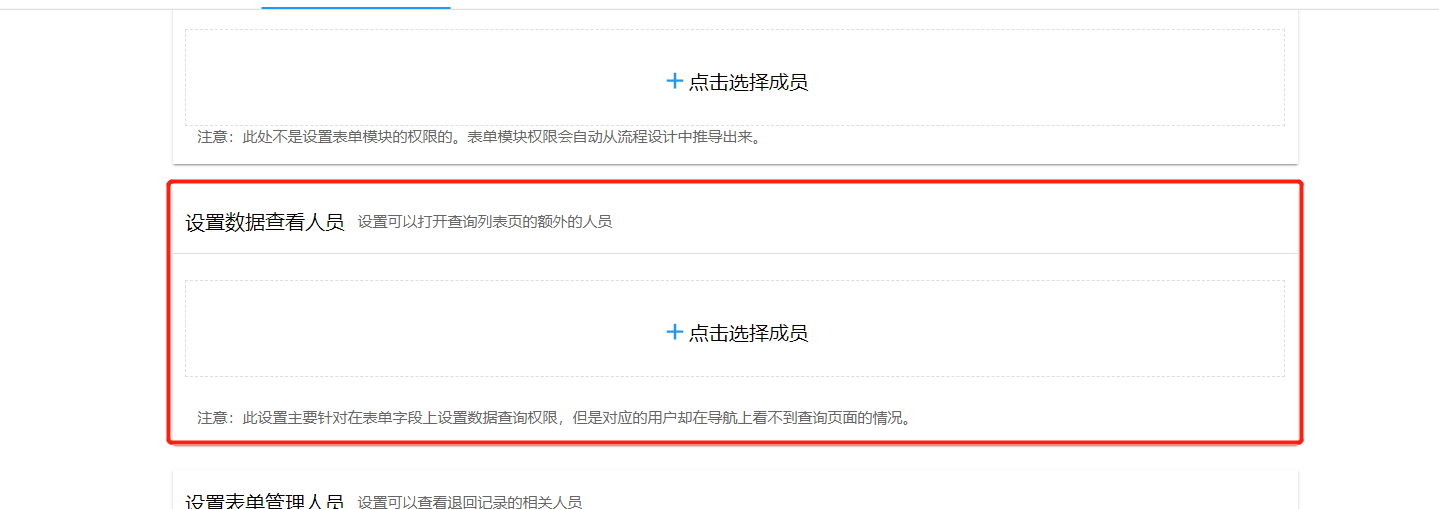 点击选择成员
注意：此处不是设置表单模块的权限的。表单模块权限会自动从流程设计中推导出来。
设置数据查看人员 设置可以打开查询列表页的额外的人员
点击选择成员
注意：此设置主要针对在表单字段上设置数据查询权限，但是对应的用户却在导航上看不到查询页面的情况。
设置表单管理人员 设置可以查看退回记录的相关人员